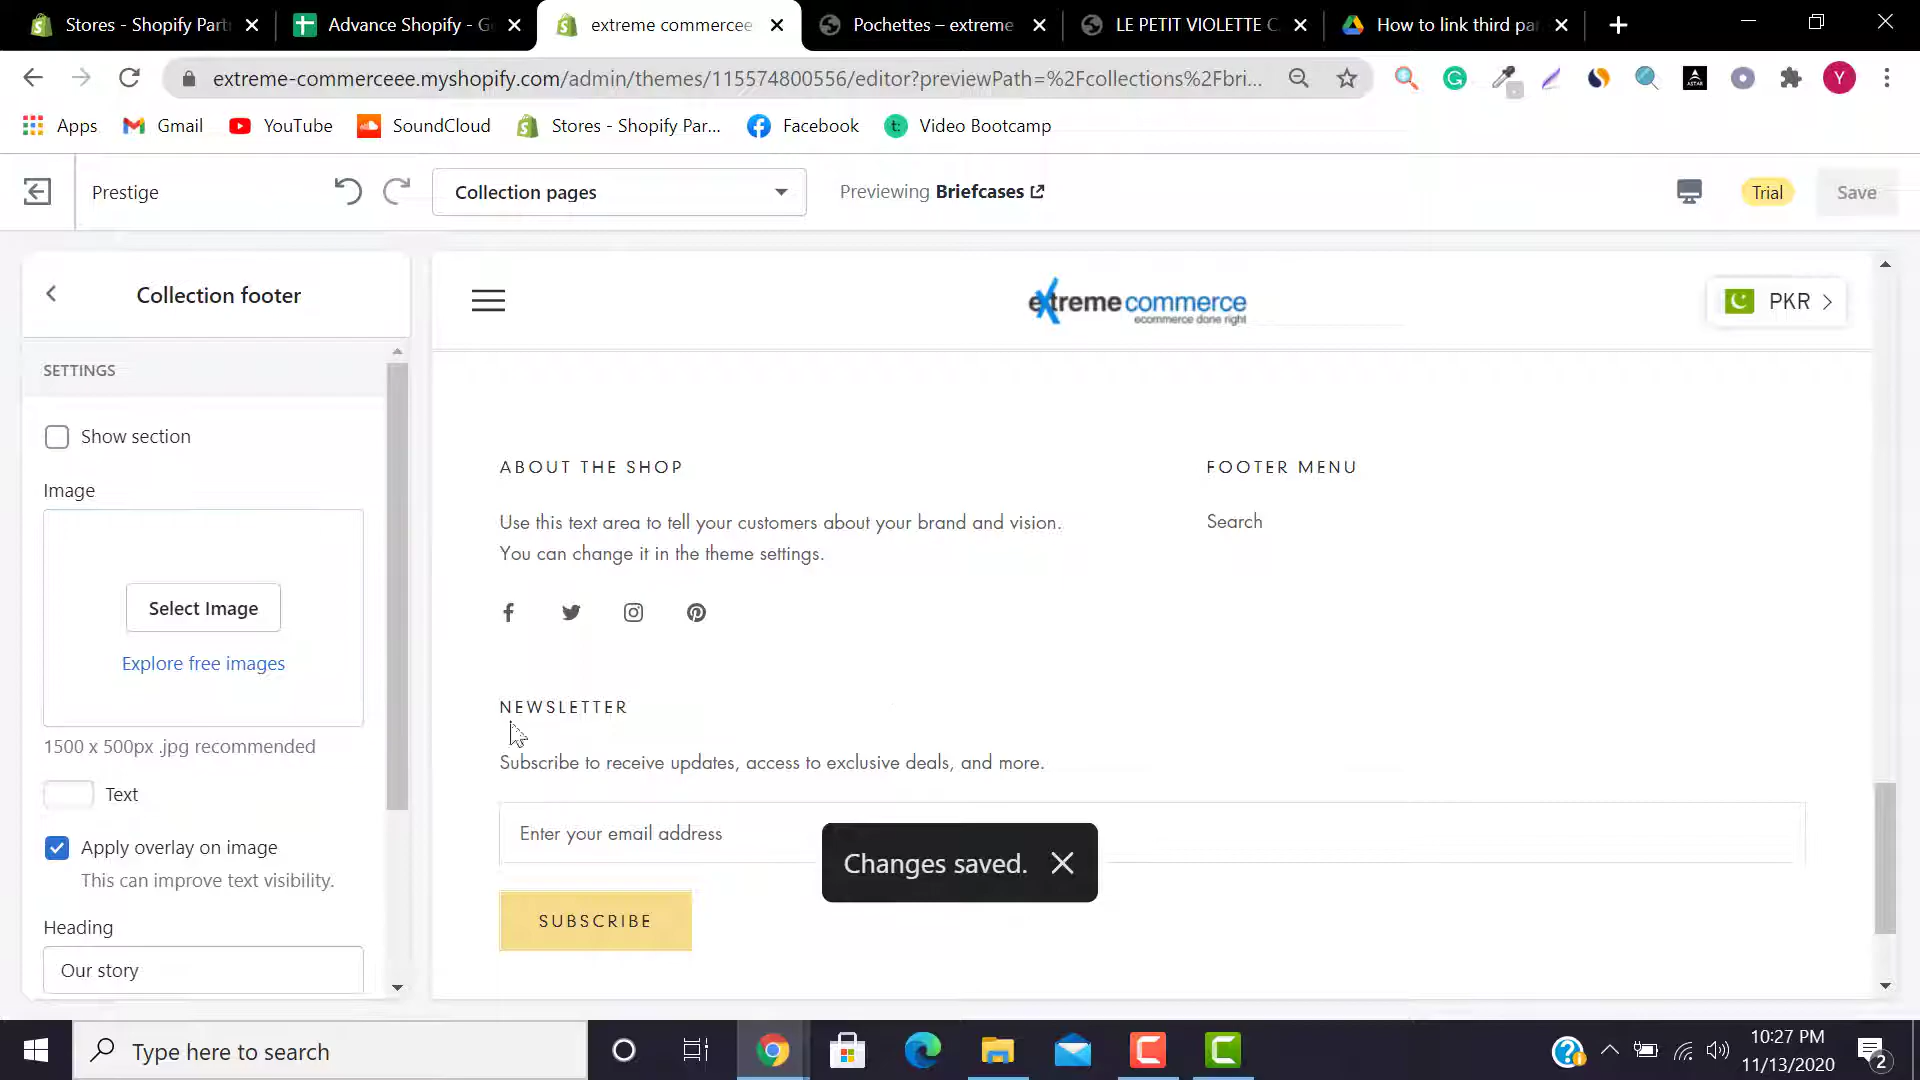 Stores - Shopify Part
Advance Shopify - Go
extreme commerceee
Pochettes – extreme
LE PETIT VIOLETTE C
How to link third pa
extreme-commerceee.myshopify.com/admin/themes/115574800556/editor?previewPath=%2Fcollections%2Fbri...
Y
Apps
Gmail
YouTube
SoundCloud
Stores - Shopify Par...
Facebook
Video Bootcamp
Prestige
Collection pages
Previewing Briefcases
Trial
Save
Collection footer
SETTINGS
Show section
Image
Select Image
Explore free images
1500 x 500px .jpg recommended
Text
Apply overlay on image
This can improve text visibility.
Heading
Our story
extreme commerce
ecommerce done right
PKR
ABOUT THE SHOP
Use this text area to tell your customers about your brand and vision.
You can change it in the theme settings.
FOOTER MENU
Search
NEWSLETTER
Subscribe to receive updates, access to exclusive deals, and more.
Enter your email address
Changes saved.
SUBSCRIBE
Type here to search
10:27 PM
11/13/2020
2